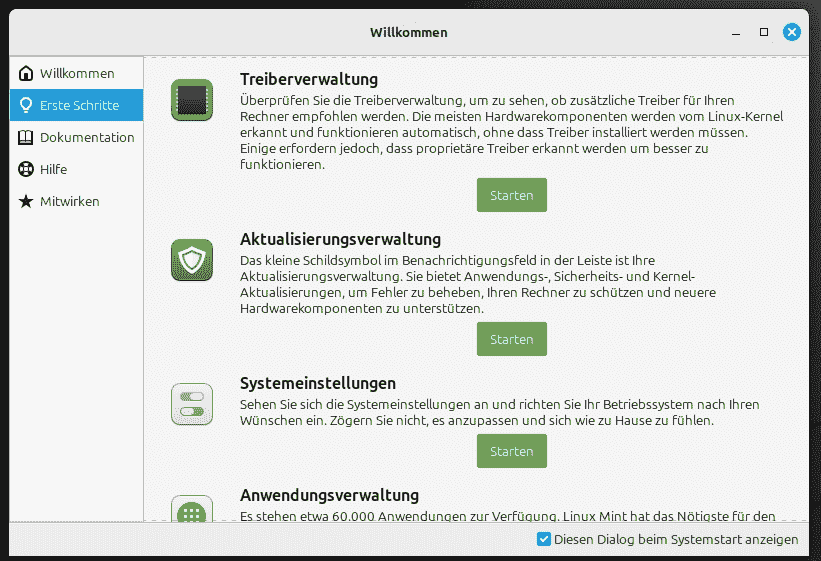 Willkommen
Willkommen
Erste Schritte
Dokumentation
Hilfe
Mitwirken
Treiberverwaltung
Überprüfen Sie die Treiberverwaltung, um zu sehen, ob zusätzliche Treiber für Ihren
Rechner empfohlen werden. Die meisten Hardwarekomponenten werden vom Linux-Kernel
erkannt und funktionieren automatisch, ohne dass Treiber installiert werden müssen.
Einige erfordern jedoch, dass proprietäre Treiber erkannt werden um besser zu
funktionieren.
Starten
Aktualisierungsverwaltung
Das kleine Schildsymbol im Benachrichtigungsfeld in der Leiste ist Ihre
Aktualisierungsverwaltung. Sie bietet Anwendungs-, Sicherheits- und Kernel-
Aktualisierungen, um Fehler zu beheben, Ihren Rechner zu schützen und neuere
Hardwarekomponenten zu unterstützen.
Starten
Systemeinstellungen
Sehen Sie sich die Systemeinstellungen an und richten Sie Ihr Betriebssystem nach Ihren
Wünschen ein. Zögern Sie nicht, es anzupassen und sich wie zu Hause zu fühlen.
Starten
Anwendungsverwaltung
Es stehen etwa 60.000 Anwendungen zur Verfügung. Linux Mint hat das Nötigste für den
Diesen Dialog beim Systemstart anzeigen